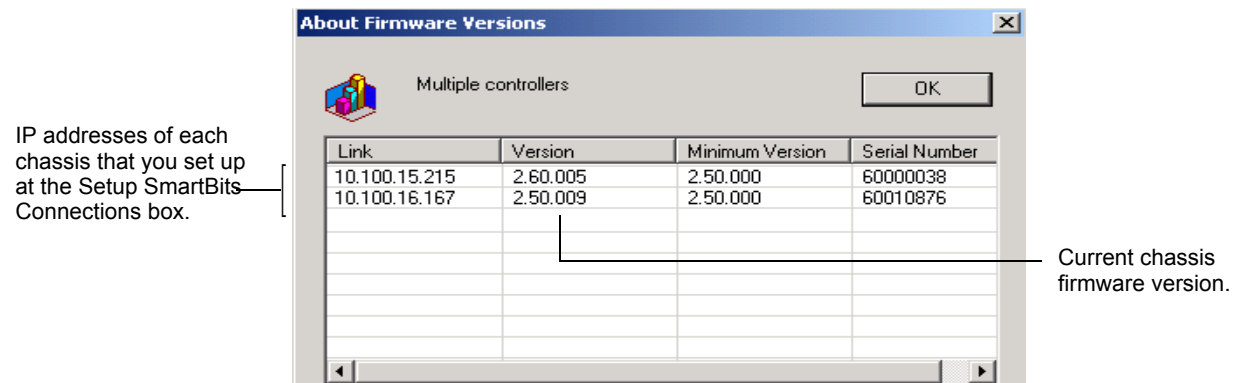 About Firmware Versions
Multiple controllers
OK
IP addresses of each
chassis that you set up
at the Setup SmartBits
Connections box.
Link Version Minimum Version Serial Number
10.100.15.215 2.60.005 2.50.000 60000038
10.100.16.167 2.50.009 2.50.000 60010876
Current chassis
firmware version.